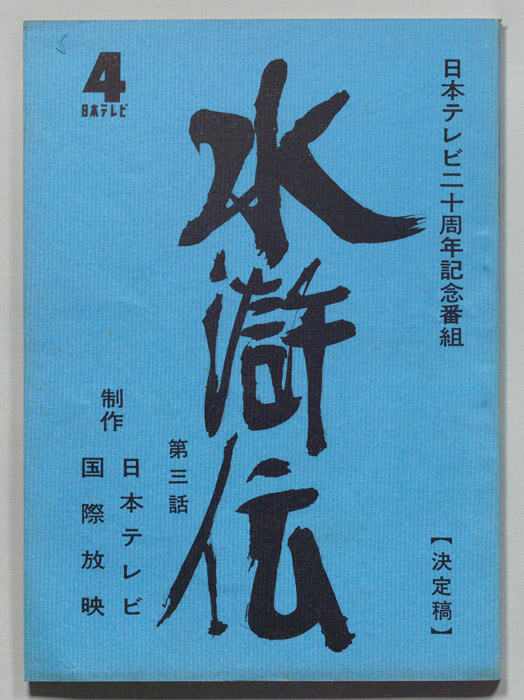 日本テレビ二十周年記念番組
【決定稿】
水滸伝
第三話
制作
日本テレビ
国際放映
4
日本テレビ